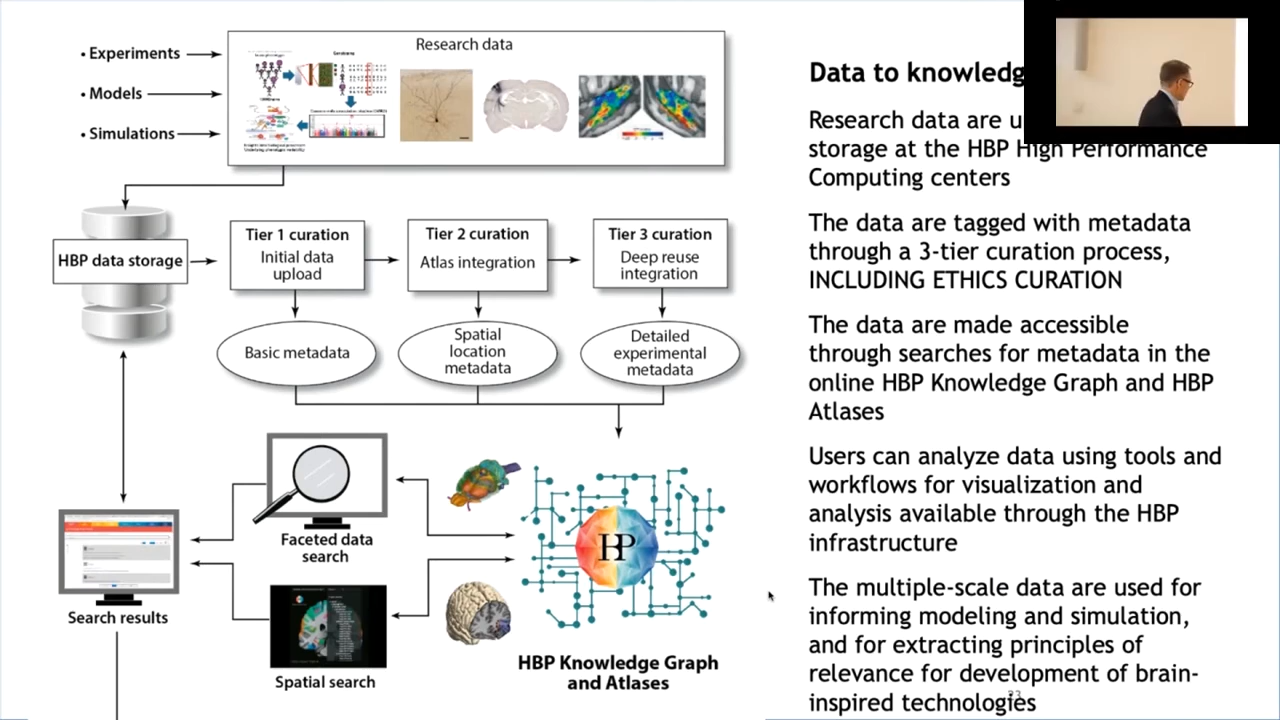 • Experiments
• Models
• Simulations
Research data
HBP data storage
Tier 1 curation
Initial data
upload
Tier 2 curation
Atlas integration
Tier 3 curation
Deep reuse
integration
Basic metadata
Spatial
location
metadata
Detailed
experimental
metadata
Faceted data
search
Search results
Spatial search
HBP
HBP Knowledge Graph
and Atlases
Data to knowledg
Research data are u
storage at the HBP High Performance
Computing centers
The data are tagged with metadata
through a 3-tier curation process,
INCLUDING ETHICS CURATION
The data are made accessible
through searches for metadata in the
online HBP Knowledge Graph and HBP
Atlases
Users can analyze data using tools and
workflows for visualization and
analysis available through the HBP
infrastructure
The multiple-scale data are used for
informing modeling and simulation,
and for extracting principles of
relevance for development of brain-
inspired technologies
23